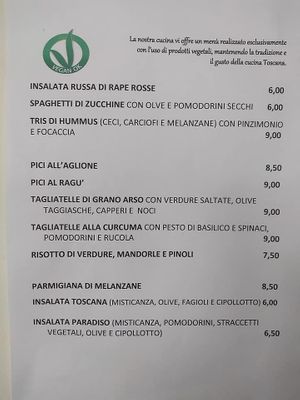 La nostra cucina vi offre un menù realizzato esclusivamente
con l'uso di prodotti vegetali, mantenendo la tradizione e
il gusto della cucina Toscana.
VEGAN OK
INSALATA RUSSA DI RAPE ROSSE 6,00
SPAGHETTI DI ZUCCHINE CON OLVE E POMODORINI SECCHI 6,00
TRIS DI HUMMUS (CECI, CARCIOFI E MELANZANE) CON PINZIMONIO
E FOCACCIA 9,00
PICI ALL'AGLIONE 8,50
PICI AL RAGU' 9,00
TAGLIATELLE DI GRANO ARSO CON VERDURE SALTATE, OLIVE
TAGGIASCHE, CAPPERI E NOCI 9,00
TAGLIATELLE ALLA CURCUMA CON PESTO DI BASILICO E SPINACI,
POMODORINI E RUCOLA 9,00
RISOTTO DI VERDURE, MANDORLE E PINOLI 7,50
PARMIGIANA DI MELANZANE 8,50
INSALATA TOSCANA (MISTICANZA, OLIVE, FAGIOLI E CIPOLLOTTO) 6,00
INSALATA PARADISO (MISTICANZA, POMODORINI, STRACCETTI
VEGETALI, OLIVE E CIPOLLOTTO) 6,50